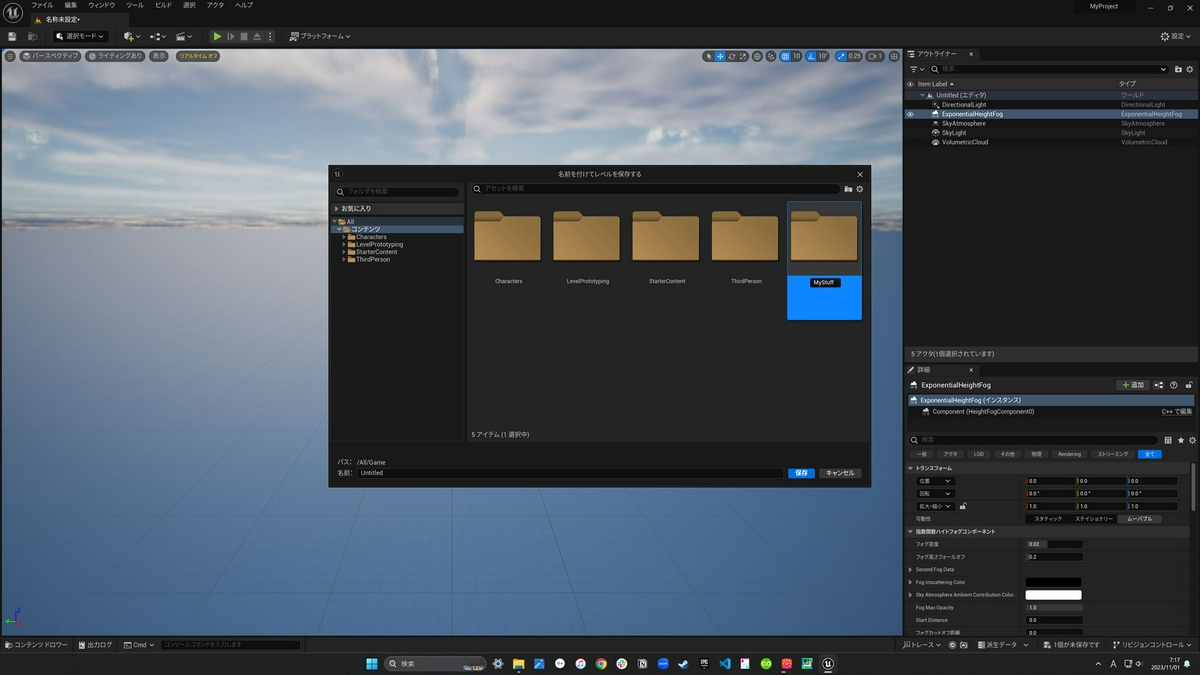 ファイル 編集 ウィンドウ ツール ビルド 選択 アクタ ヘルプ
MyProject
名称未設定•
選択モード
プラットフォーム
設定
パースペクティブ
ライティングあり
表示
リアルタイム オフ
10
10°
0.25
1
アウトライナー
検索
Item Label
タイプ
Untitled (エディタ)
ワールド
DirectionalLight
DirectionalLight
ExponentialHeightFog
ExponentialHeightFog
SkyAtmosphere
SkyAtmosphere
SkyLight
SkyLight
VolumetricCloud
VolumetricCloud
5 アクタ(1個選択されています)
名前を付けてレベルを保存する
フォルダを検索
お気に入り
All
コンテンツ
Characters
LevelPrototyping
StarterContent
ThirdPerson
アセットを検索
Characters
LevelPrototyping
StarterContent
ThirdPerson
MyStuff
5 アイテム (1 選択中)
パス: /All/Game
名前: Untitled
保存
キャンセル
詳細
ExponentialHeightFog
追加
ExponentialHeightFog (インスタンス)
Component (HeightFogComponent0)
C++ で編集
検索
一般 アクタ LOD その他 物理 Rendering ストリーミング 全て
トランスフォーム
位置 0.0 0.0 0.0
回転 0.0° 0.0° 0.0°
拡大・縮小 1.0 1.0 1.0
可動性 スタティック ステイショナリー ムーバブル
指数関数ハイトフォグコンポーネント
フォグ密度 0.02
フォグ高さフォールオフ 0.2
Second Fog Data
Fog Inscattering Color
Sky Atmosphere Ambient Contribution Color...
Fog Max Opacity 1.0
Start Distance 0.0
フォグカットオフ距離 0.0
コンテンツドロワー
出力ログ
Cmd
コンソールコマンドを入力します
トレース
派生データ
1個が未保存です
リビジョンコントロール
検索
A
7:17
2023/11/01